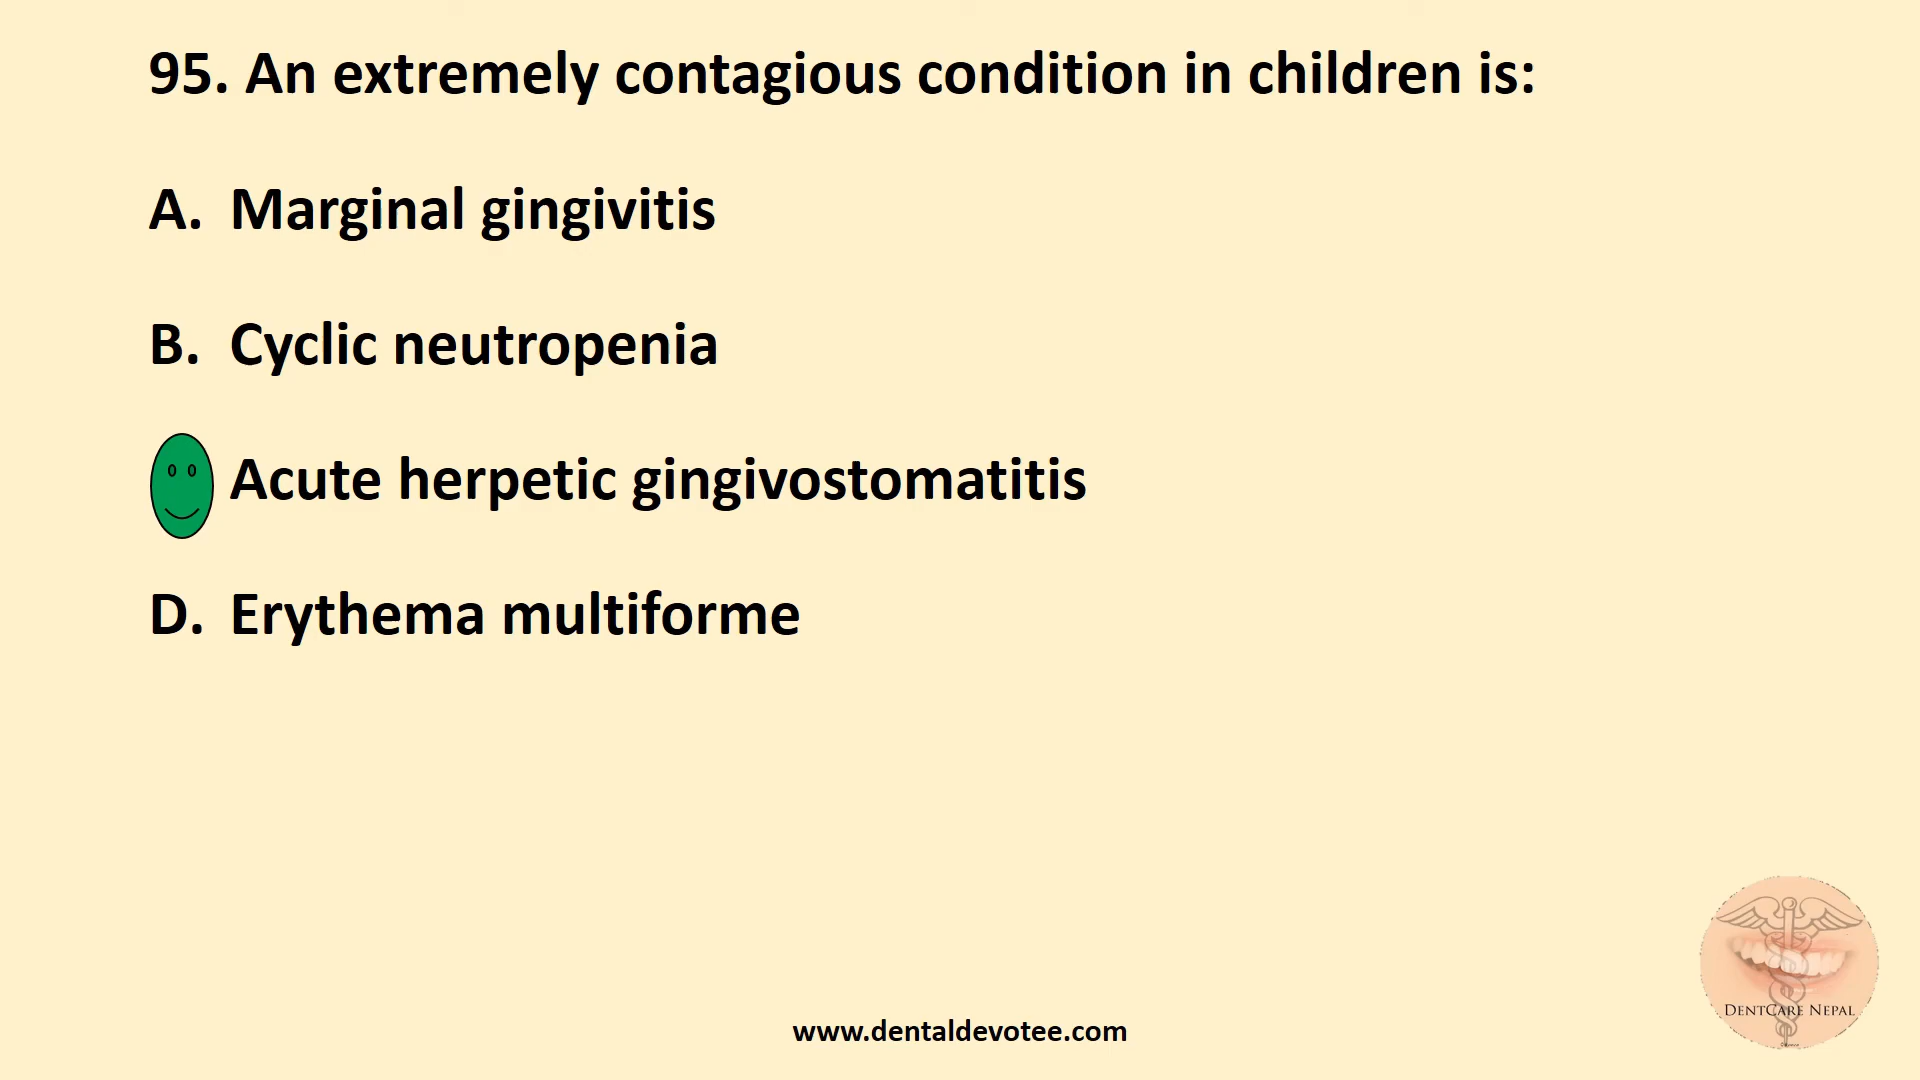 95. An extremely contagious condition in children is:
A. Marginal gingivitis
B. Cyclic neutropenia
Acute herpetic gingivostomatitis
D. Erythema multiforme
DENTCARE NEPAL
www.dentaldevotee.com